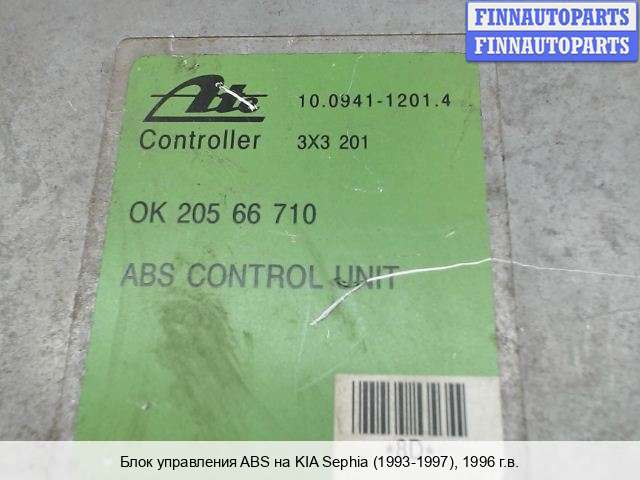 FINNAUTOPARTS
FINNAUTOPARTS
Ate
10.0941-1201.4
Controller
3X3 201
OK 205 66 710
ABS CONTROL UNIT
*8D*
Блок управления ABS на KIA Sephia (1993-1997), 1996 г.в.